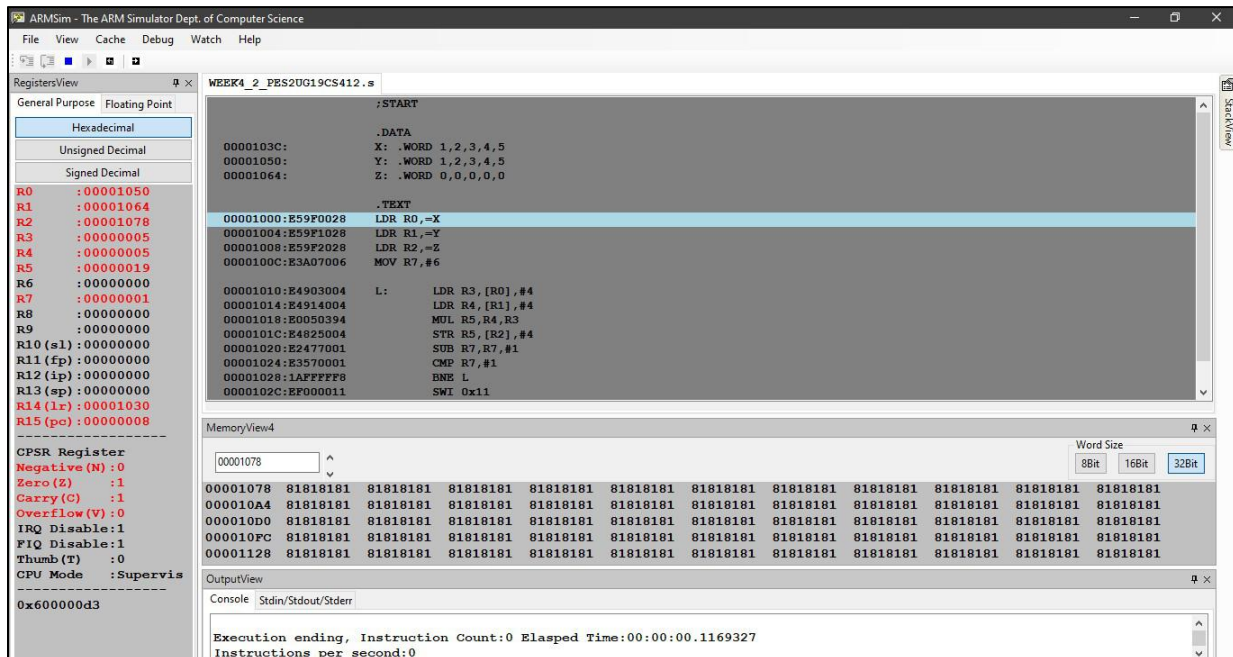 ARMSim - The ARM Simulator Dept. of Computer Science
File View Cache Debug Watch Help
RegistersView
General Purpose Floating Point
Hexadecimal
Unsigned Decimal
Signed Decimal
R0 :00001050
R1 :00001064
R2 :00001078
R3 :00000005
R4 :00000005
R5 :00000019
R6 :00000000
R7 :00000001
R8 :00000000
R9 :00000000
R10(sl):00000000
R11(fp):00000000
R12(ip):00000000
R13(sp):00000000
R14(lr):00001030
R15(pc):00000008
------------------
CPSR Register
Negative(N):0
Zero(Z) :1
Carry(C) :1
Overflow(V):0
IRQ Disable:1
FIQ Disable:1
Thumb(T) :0
CPU Mode :Supervis
------------------
0x600000d3
WEEK4_2_PES2UG19CS412.s
;START
.DATA
0000103C: X: .WORD 1,2,3,4,5
00001050: Y: .WORD 1,2,3,4,5
00001064: Z: .WORD 0,0,0,0,0
.TEXT
00001000:E59F0028 LDR R0,=X
00001004:E59F1028 LDR R1,=Y
00001008:E59F2028 LDR R2,=Z
0000100C:E3A07006 MOV R7,#6
00001010:E4903004 L: LDR R3,[R0],#4
00001014:E4914004 LDR R4,[R1],#4
00001018:E0050394 MUL R5,R4,R3
0000101C:E4825004 STR R5,[R2],#4
00001020:E2477001 SUB R7,R7,#1
00001024:E3570001 CMP R7,#1
00001028:1AFFFFF8 BNE L
0000102C:EF000011 SWI 0x11
StackView
MemoryView4
00001078
Word Size
8Bit 16Bit 32Bit
00001078 81818181 81818181 81818181 81818181 81818181 81818181 81818181 81818181 81818181 81818181 81818181
000010A4 81818181 81818181 81818181 81818181 81818181 81818181 81818181 81818181 81818181 81818181 81818181
000010D0 81818181 81818181 81818181 81818181 81818181 81818181 81818181 81818181 81818181 81818181 81818181
000010FC 81818181 81818181 81818181 81818181 81818181 81818181 81818181 81818181 81818181 81818181 81818181
00001128 81818181 81818181 81818181 81818181 81818181 81818181 81818181 81818181 81818181 81818181 81818181
OutputView
Console Stdin/Stdout/Stderr
Execution ending, Instruction Count:0 Elasped Time:00:00:00.1169327
Instructions per second:0